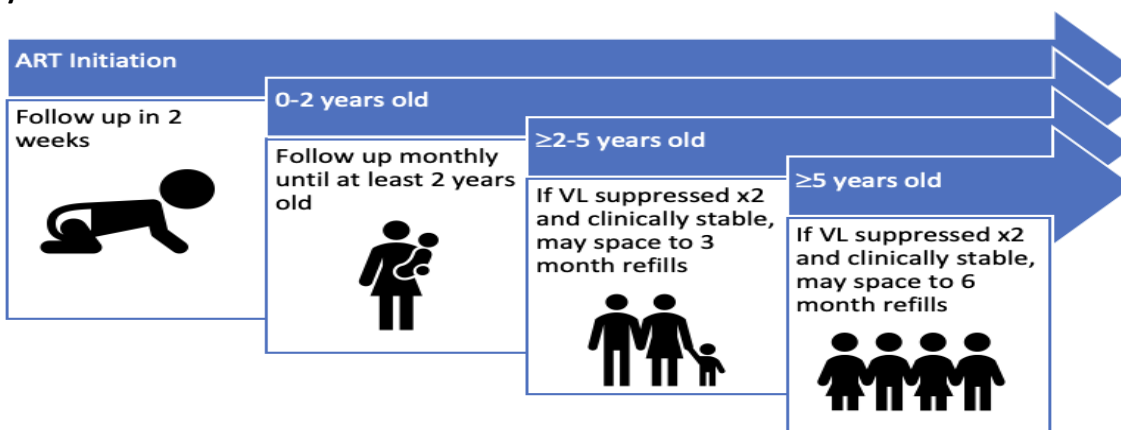 ART Initiation
Follow up in 2
weeks
0-2 years old
Follow up monthly
until at least 2 years
old
≥2-5 years old
If VL suppressed x2
and clinically stable,
may space to 3
month refills
≥5 years old
If VL suppressed x2
and clinically stable,
may space to 6
month refills